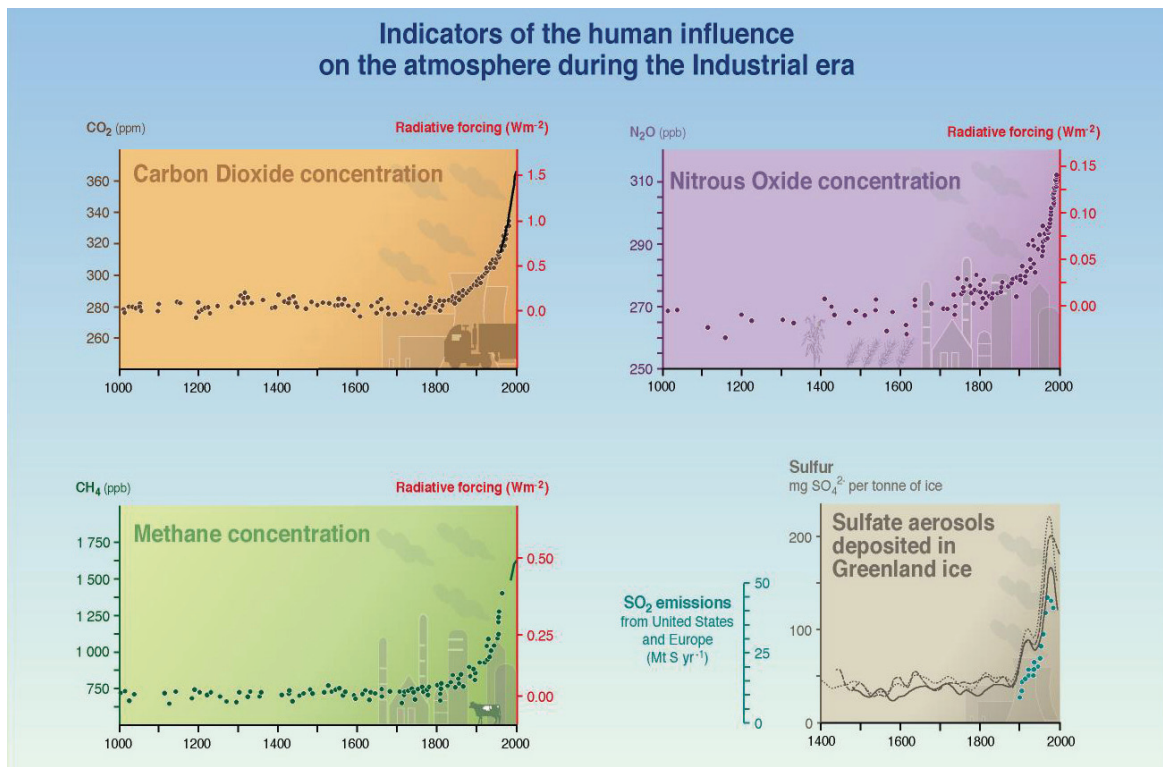 Indicators of the human influence
on the atmosphere during the Industrial era
CO₂ (ppm)
Radiative forcing (Wm⁻²)
Carbon Dioxide concentration
360
340
320
300
280
260
1.5
1.0
0.5
0.0
1000 1200 1400 1600 1800 2000
N₂O (ppb)
Radiative forcing (Wm⁻²)
Nitrous Oxide concentration
310
290
270
250
0.15
0.10
0.05
0.00
1000 1200 1400 1600 1800 2000
CH₄ (ppb)
Radiative forcing (Wm⁻²)
Methane concentration
1 750
1 500
1 250
1 000
750
0.50
0.25
0.00
1000 1200 1400 1600 1800 2000
Sulfur
mg SO₄²⁻ per tonne of ice
Sulfate aerosols
deposited in
Greenland ice
200
100
0
SO₂ emissions
from United States
and Europe
(Mt S yr⁻¹)
50
25
0
1400 1600 1800 2000